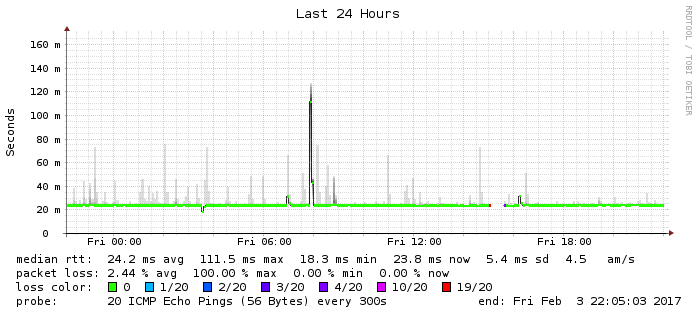 Last 24 Hours
RRDTOOL / TOBI OETIKER
Seconds
160 m
140 m
120 m
100 m
80 m
60 m
40 m
20 m
0
Fri 00:00 Fri 06:00 Fri 12:00 Fri 18:00
median rtt: 24.2 ms avg 111.5 ms max 18.3 ms min 23.8 ms now 5.4 ms sd 4.5 am/s
packet loss: 2.44 % avg 100.00 % max 0.00 % min 0.00 % now
loss color: 0 1/20 2/20 3/20 4/20 10/20 19/20
probe: 20 ICMP Echo Pings (56 Bytes) every 300s end: Fri Feb 3 22:05:03 2017